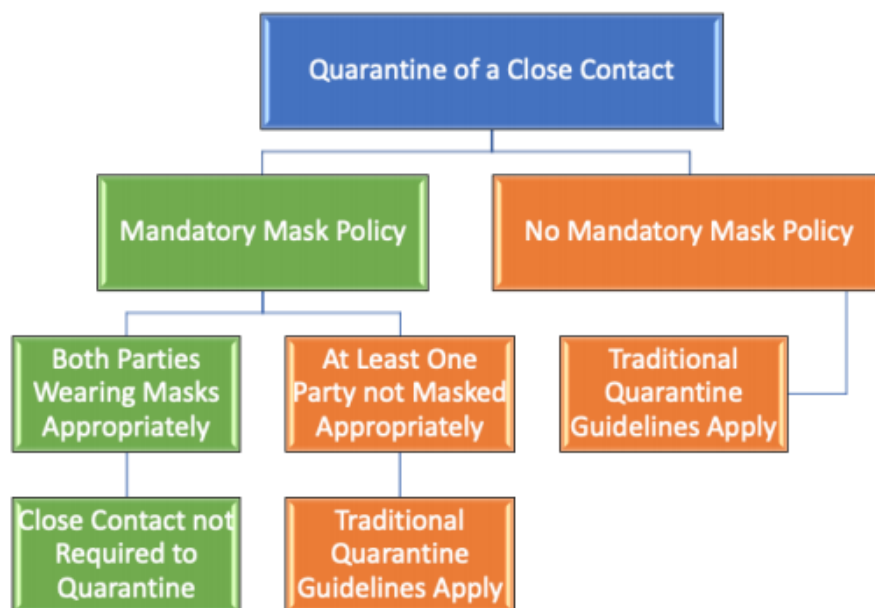 Quarantine of a Close Contact
Mandatory Mask Policy
No Mandatory Mask Policy
Both Parties
Wearing Masks
Appropriately
At Least One
Party not Masked
Appropriately
Traditional
Quarantine
Guidelines Apply
Close Contact not
Required to
Quarantine
Traditional
Quarantine
Guidelines Apply